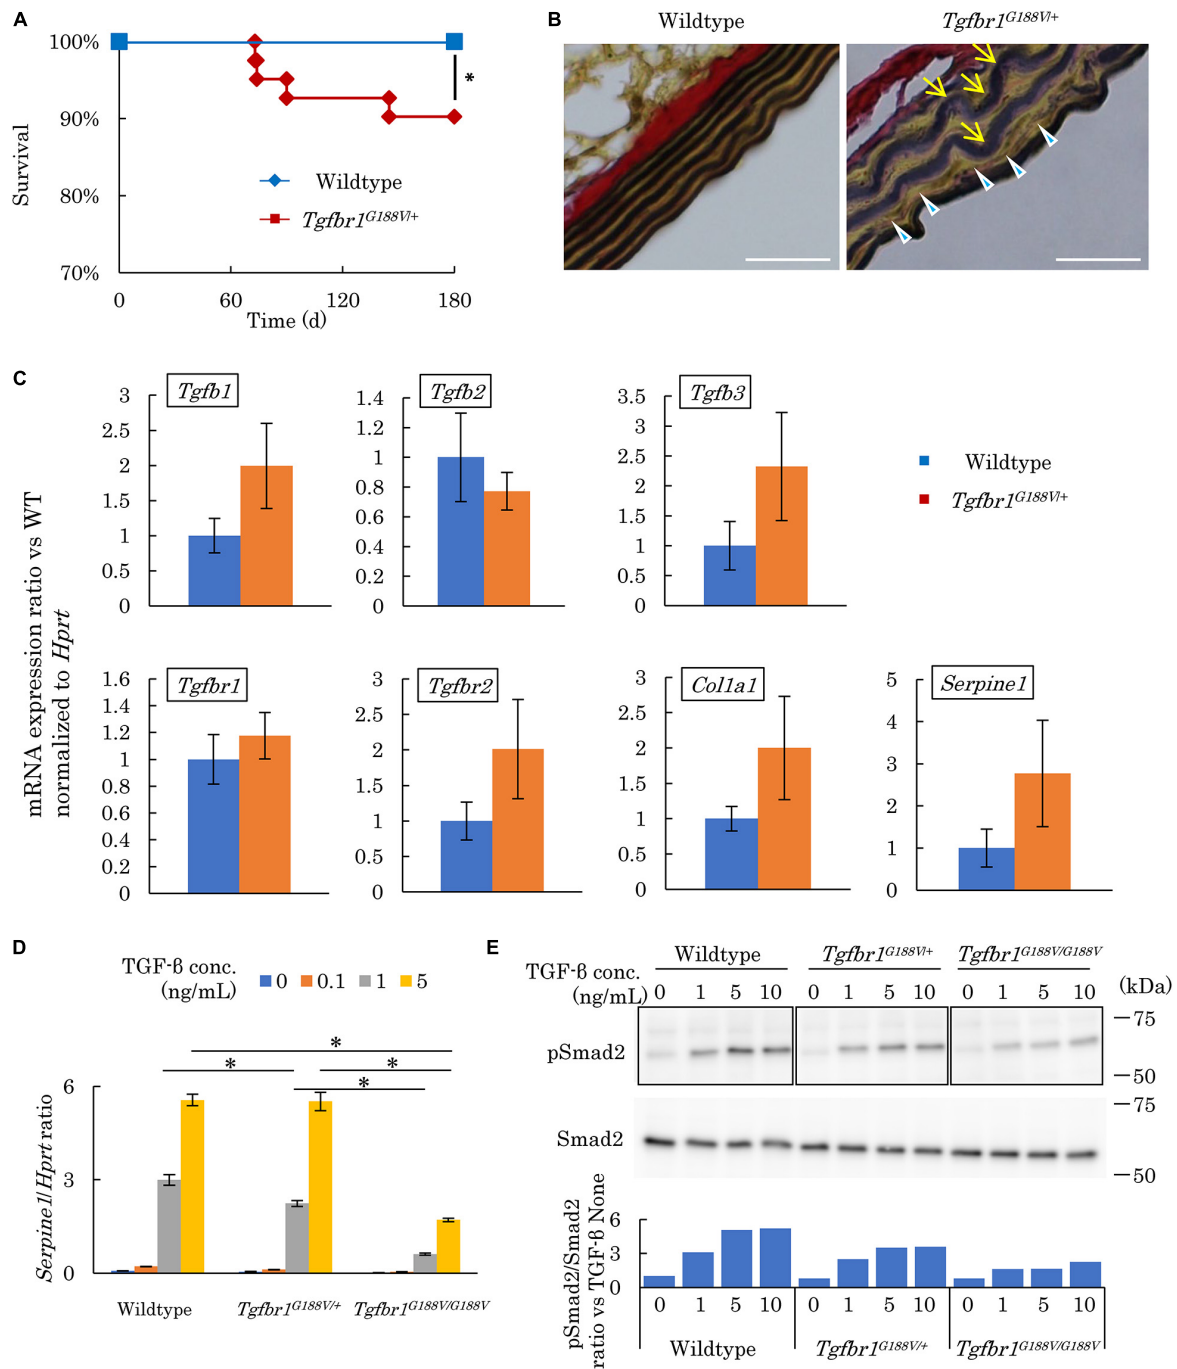 A
100%
90%
80%
70%
Survival
0
60
120
180
Time (d)
*
Wildtype
Tgfbr1G188V/+
B
Wildtype
Tgfbr1G188V/+
C
mRNA expression ratio vs WT
normalized to Hprt
Tgfb1
3
2.5
2
1.5
1
0.5
0
Tgfb2
1.4
1.2
1
0.8
0.6
0.4
0.2
0
Tgfb3
3.5
3
2.5
2
1.5
1
0.5
0
Wildtype
Tgfbr1G188V/+
Tgfbr1
1.6
1.4
1.2
1
0.8
0.6
0.4
0.2
0
Tgfbr2
3
2.5
2
1.5
1
0.5
0
Col1a1
3
2.5
2
1.5
1
0.5
0
Serpine1
5
4
3
2
1
0
D
TGF-β conc.
(ng/mL)
0 0.1 1 5
*
* *
*
Serpine1/Hprt ratio
6
3
0
Wildtype Tgfbr1G188V/+ Tgfbr1G188V/G188V
E
Wildtype Tgfbr1G188V/+ Tgfbr1G188V/G188V
TGF-β conc.
(ng/mL)
0 1 5 10 0 1 5 10 0 1 5 10
(kDa)
pSmad2
75
50
Smad2
75
50
pSmad2/Smad2
ratio vs TGF-β None
6
3
0
0 1 5 10 0 1 5 10 0 1 5 10
Wildtype Tgfbr1G188V/+ Tgfbr1G188V/G188V